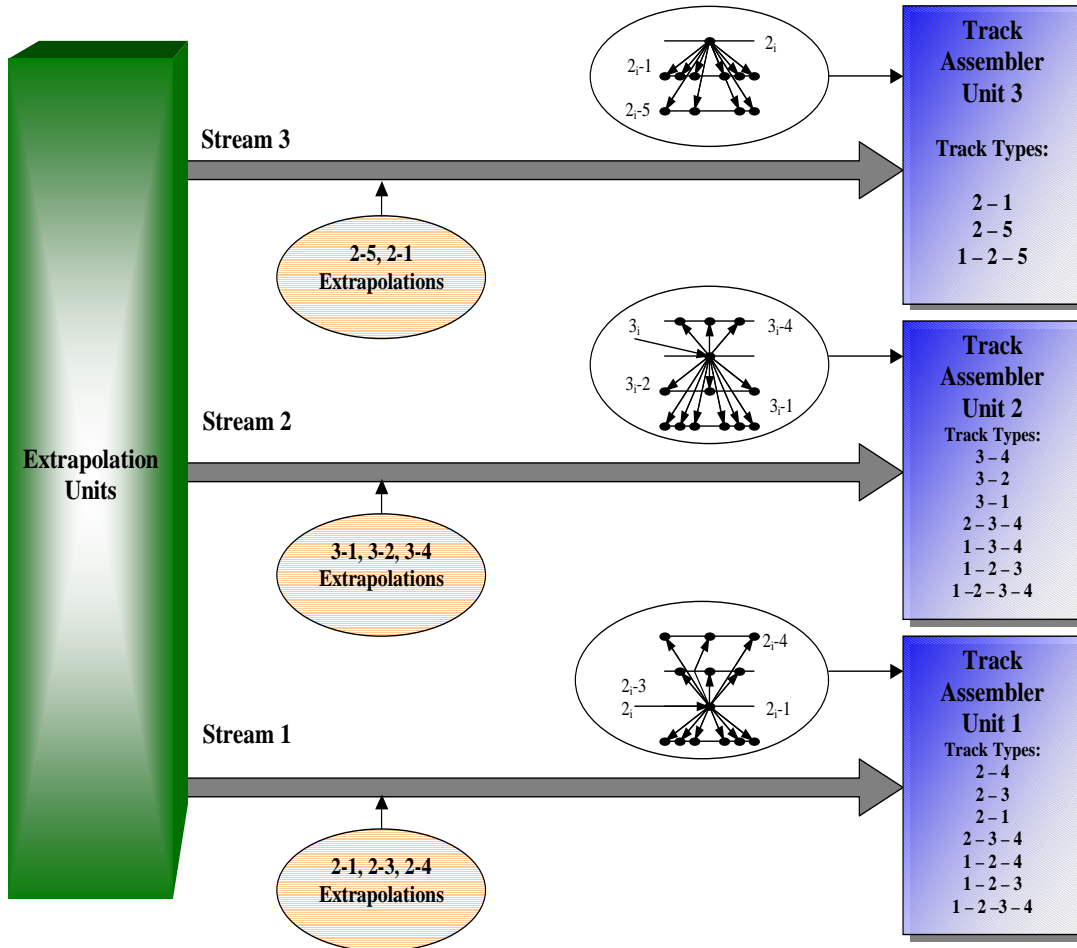 Extrapolation
Units
Stream 3
2-5, 2-1
Extrapolations
2i
2i-1
2i-5
Track
Assembler
Unit 3
Track Types:
2 – 1
2 – 5
1 – 2 – 5
Stream 2
3-1, 3-2, 3-4
Extrapolations
3i
3i-4
3i-2
3i-1
Track
Assembler
Unit 2
Track Types:
3 – 4
3 – 2
3 – 1
2 – 3 – 4
1 – 3 – 4
1 – 2 – 3
1 –2 – 3 – 4
Stream 1
2-1, 2-3, 2-4
Extrapolations
2i-4
2i-3
2i
2i-1
Track
Assembler
Unit 1
Track Types:
2 – 4
2 – 3
2 – 1
2 – 3 – 4
1 – 2 – 4
1 – 2 – 3
1 – 2 –3 – 4